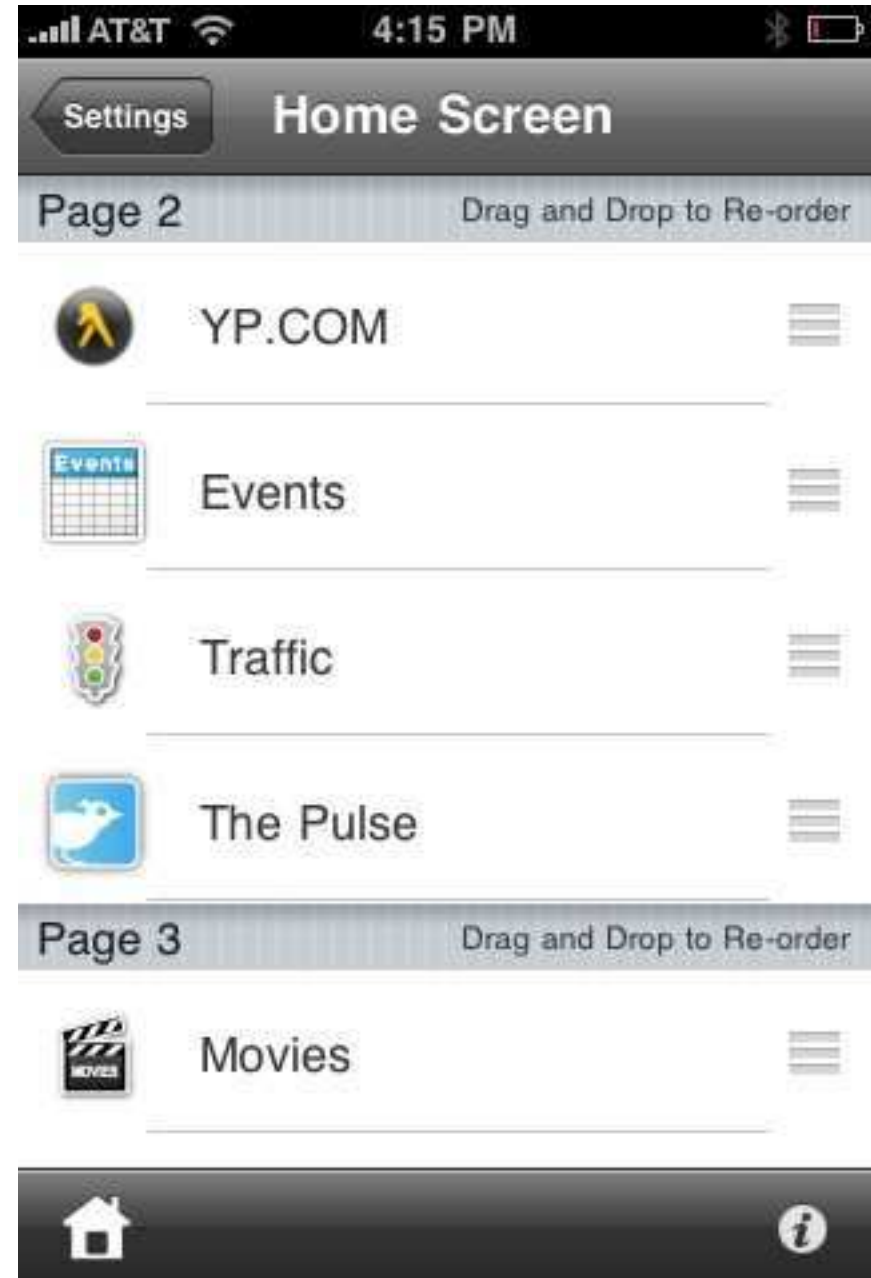 AT&T 4:15 PM
Settings Home Screen
Page 2 Drag and Drop to Re-order
YP.COM
Events
Events
Traffic
The Pulse
Page 3 Drag and Drop to Re-order
MOVIES
Movies
i